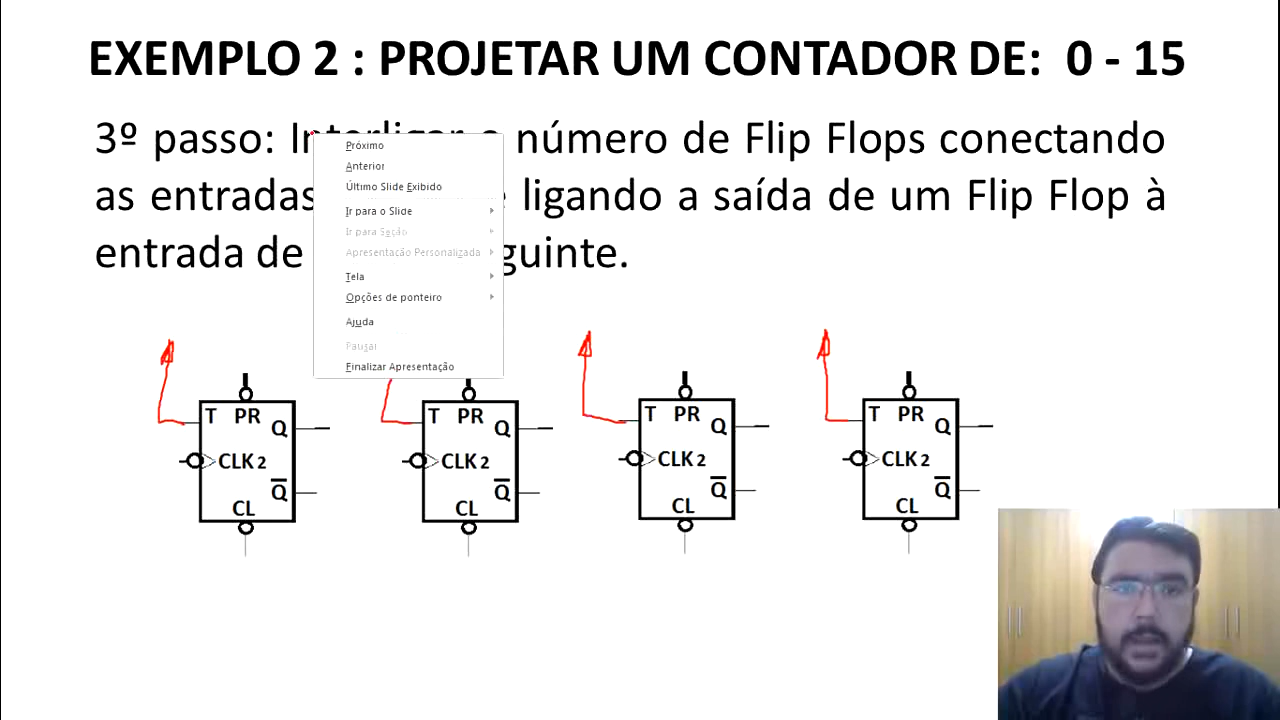 EXEMPLO 2 : PROJETAR UM CONTADOR DE: 0 - 15
3º passo: Interligar o número de Flip Flops conectando
as entradas ligando a saída de um Flip Flop à
entrada de guinte.
Próximo
Anterior
Último Slide Exibido
Ir para o Slide
Ir para Seção
Apresentação Personalizada
Tela
Opções de ponteiro
Ajuda
Pausar
Finalizar Apresentação
T PR
Q
CLK 2
Q̅
CL
T PR
Q
CLK 2
Q̅
CL
T PR
Q
CLK 2
Q̅
CL
T PR
Q
CLK 2
Q̅
CL